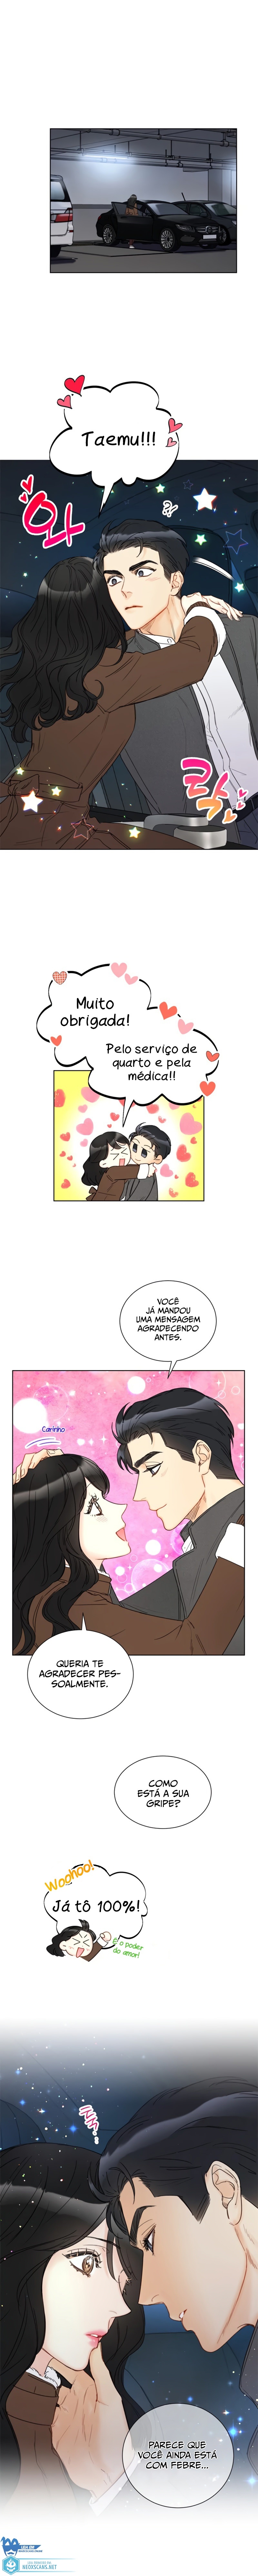 Taemu!!!
와
락
Muito
obrigada!
Pelo serviço de
quarto e pela
médica!!
VOCÊ
JÁ MANDOU
UMA MENSAGEM
AGRADECENDO
ANTES.
Carinho
QUERIA TE
AGRADECER PES-
SOALMENTE.
COMO
ESTÁ A SUA
GRIPE?
Woohoo!
Já tô 100%!
É o poder
do amor!
PARECE QUE
VOCÊ AINDA ESTÁ
COM FEBRE...
NEOXSCANS.NET